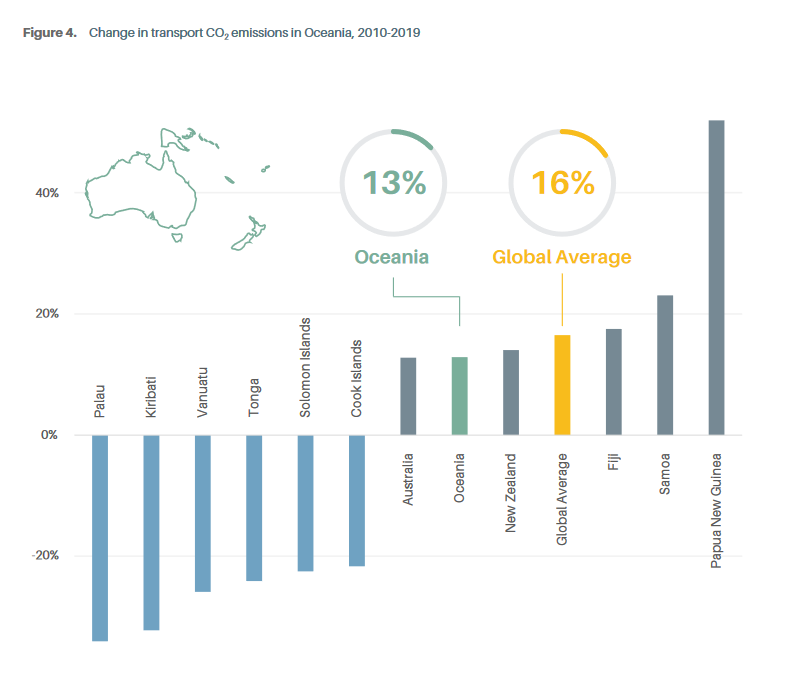 Figure 4. Change in transport CO₂ emissions in Oceania, 2010-2019
40%
20%
0%
-20%
13%
Oceania
16%
Global Average
Palau
Kiribati
Vanuatu
Tonga
Solomon Islands
Cook Islands
Australia
Oceania
New Zealand
Global Average
Fiji
Samoa
Papua New Guinea